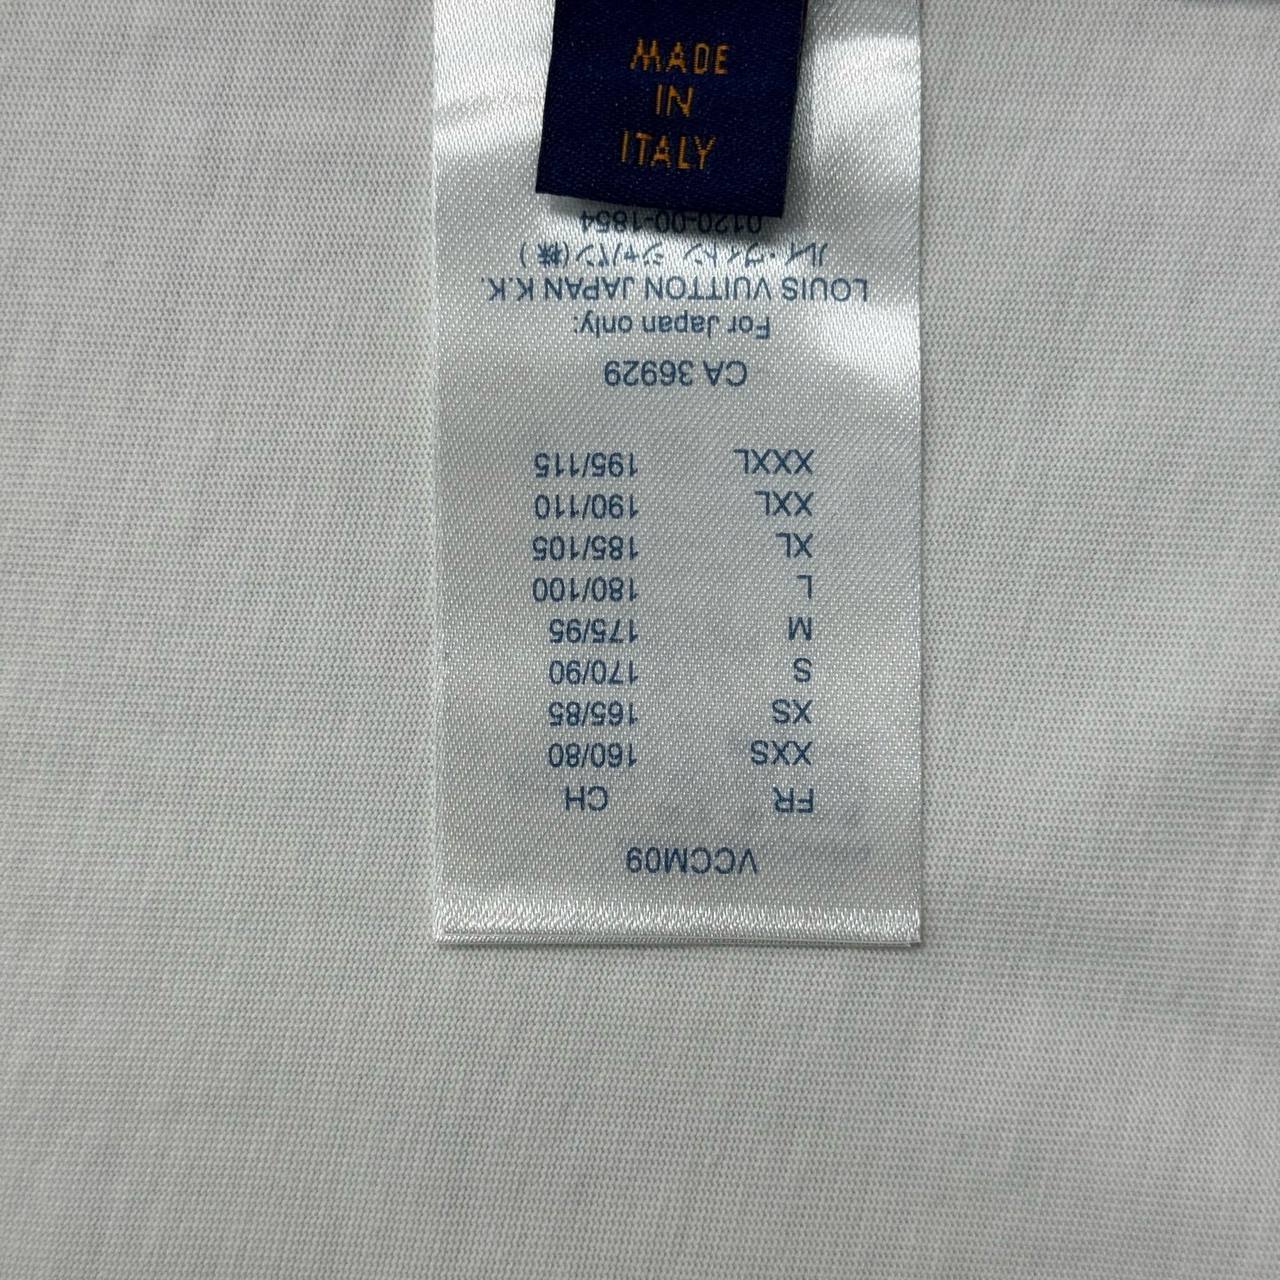 MADE
IN
ITALY
VCCM09
FR CH
XXS 160/80
XS 165/85
S 170/90
M 175/95
L 180/100
XL 185/105
XXL 190/110
XXXL 195/115
CA 36929
For Japan only:
LOUIS VUITTON JAPAN K.K.
ルイ・ヴィトン ジャパン(株)
0120-00-1854